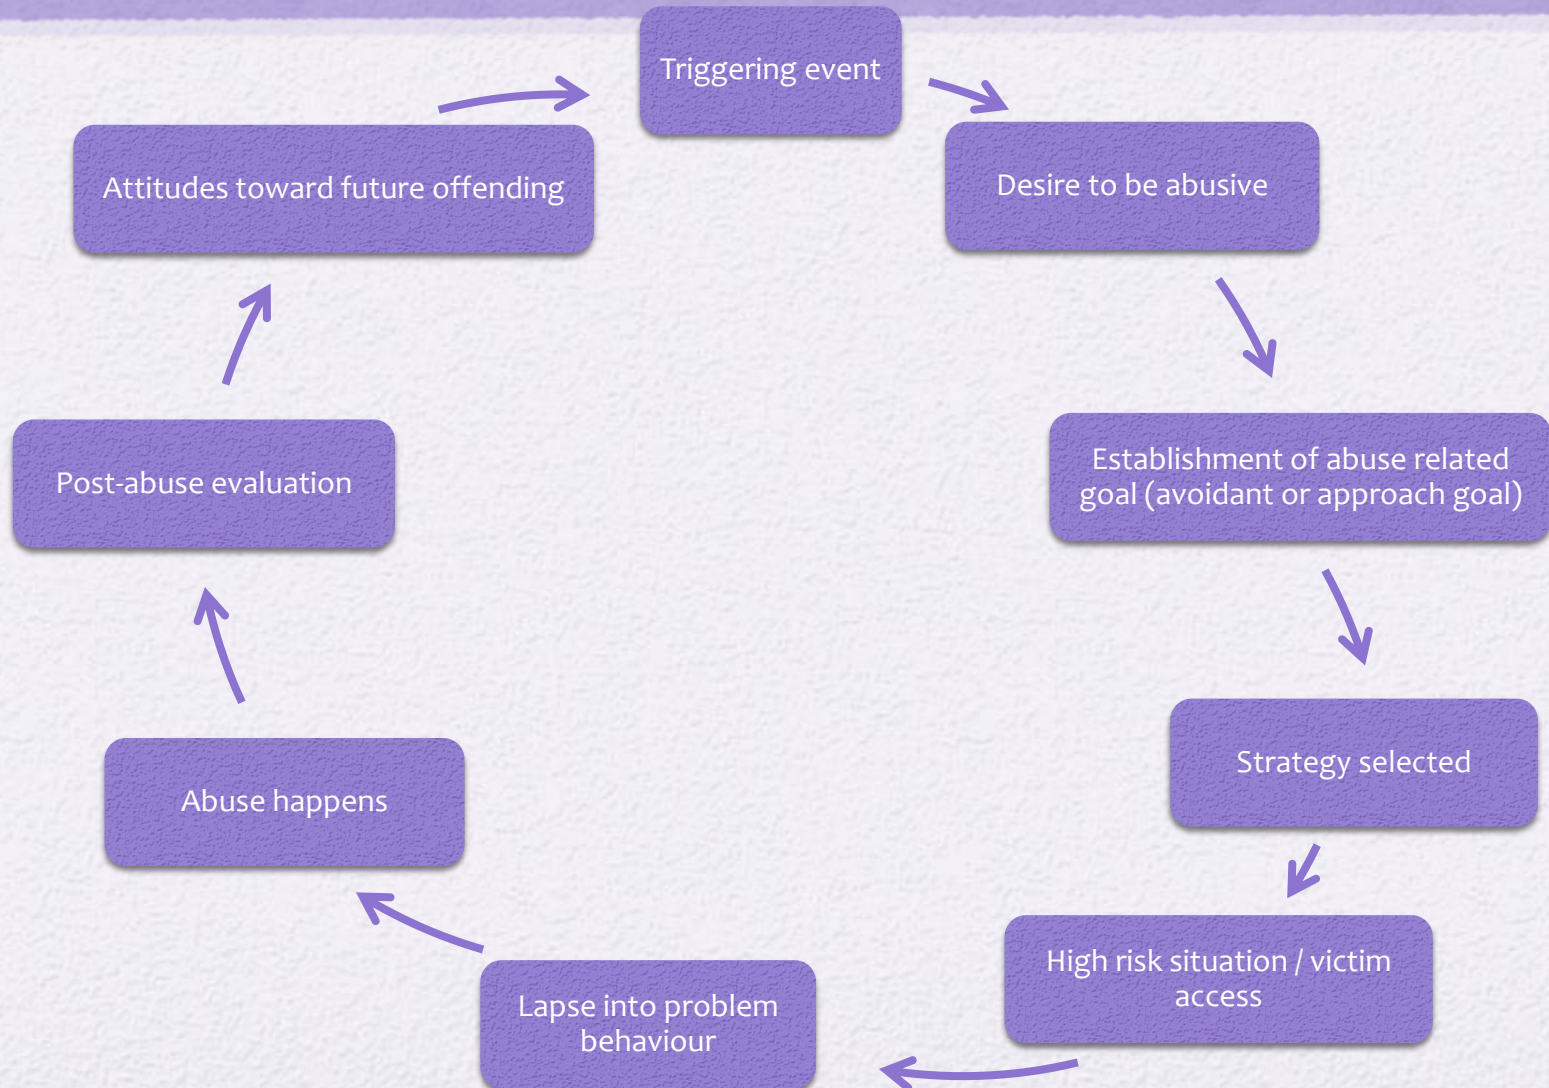 Triggering event
Desire to be abusive
Establishment of abuse related
goal (avoidant or approach goal)
Strategy selected
High risk situation / victim
access
Lapse into problem
behaviour
Abuse happens
Post-abuse evaluation
Attitudes toward future offending